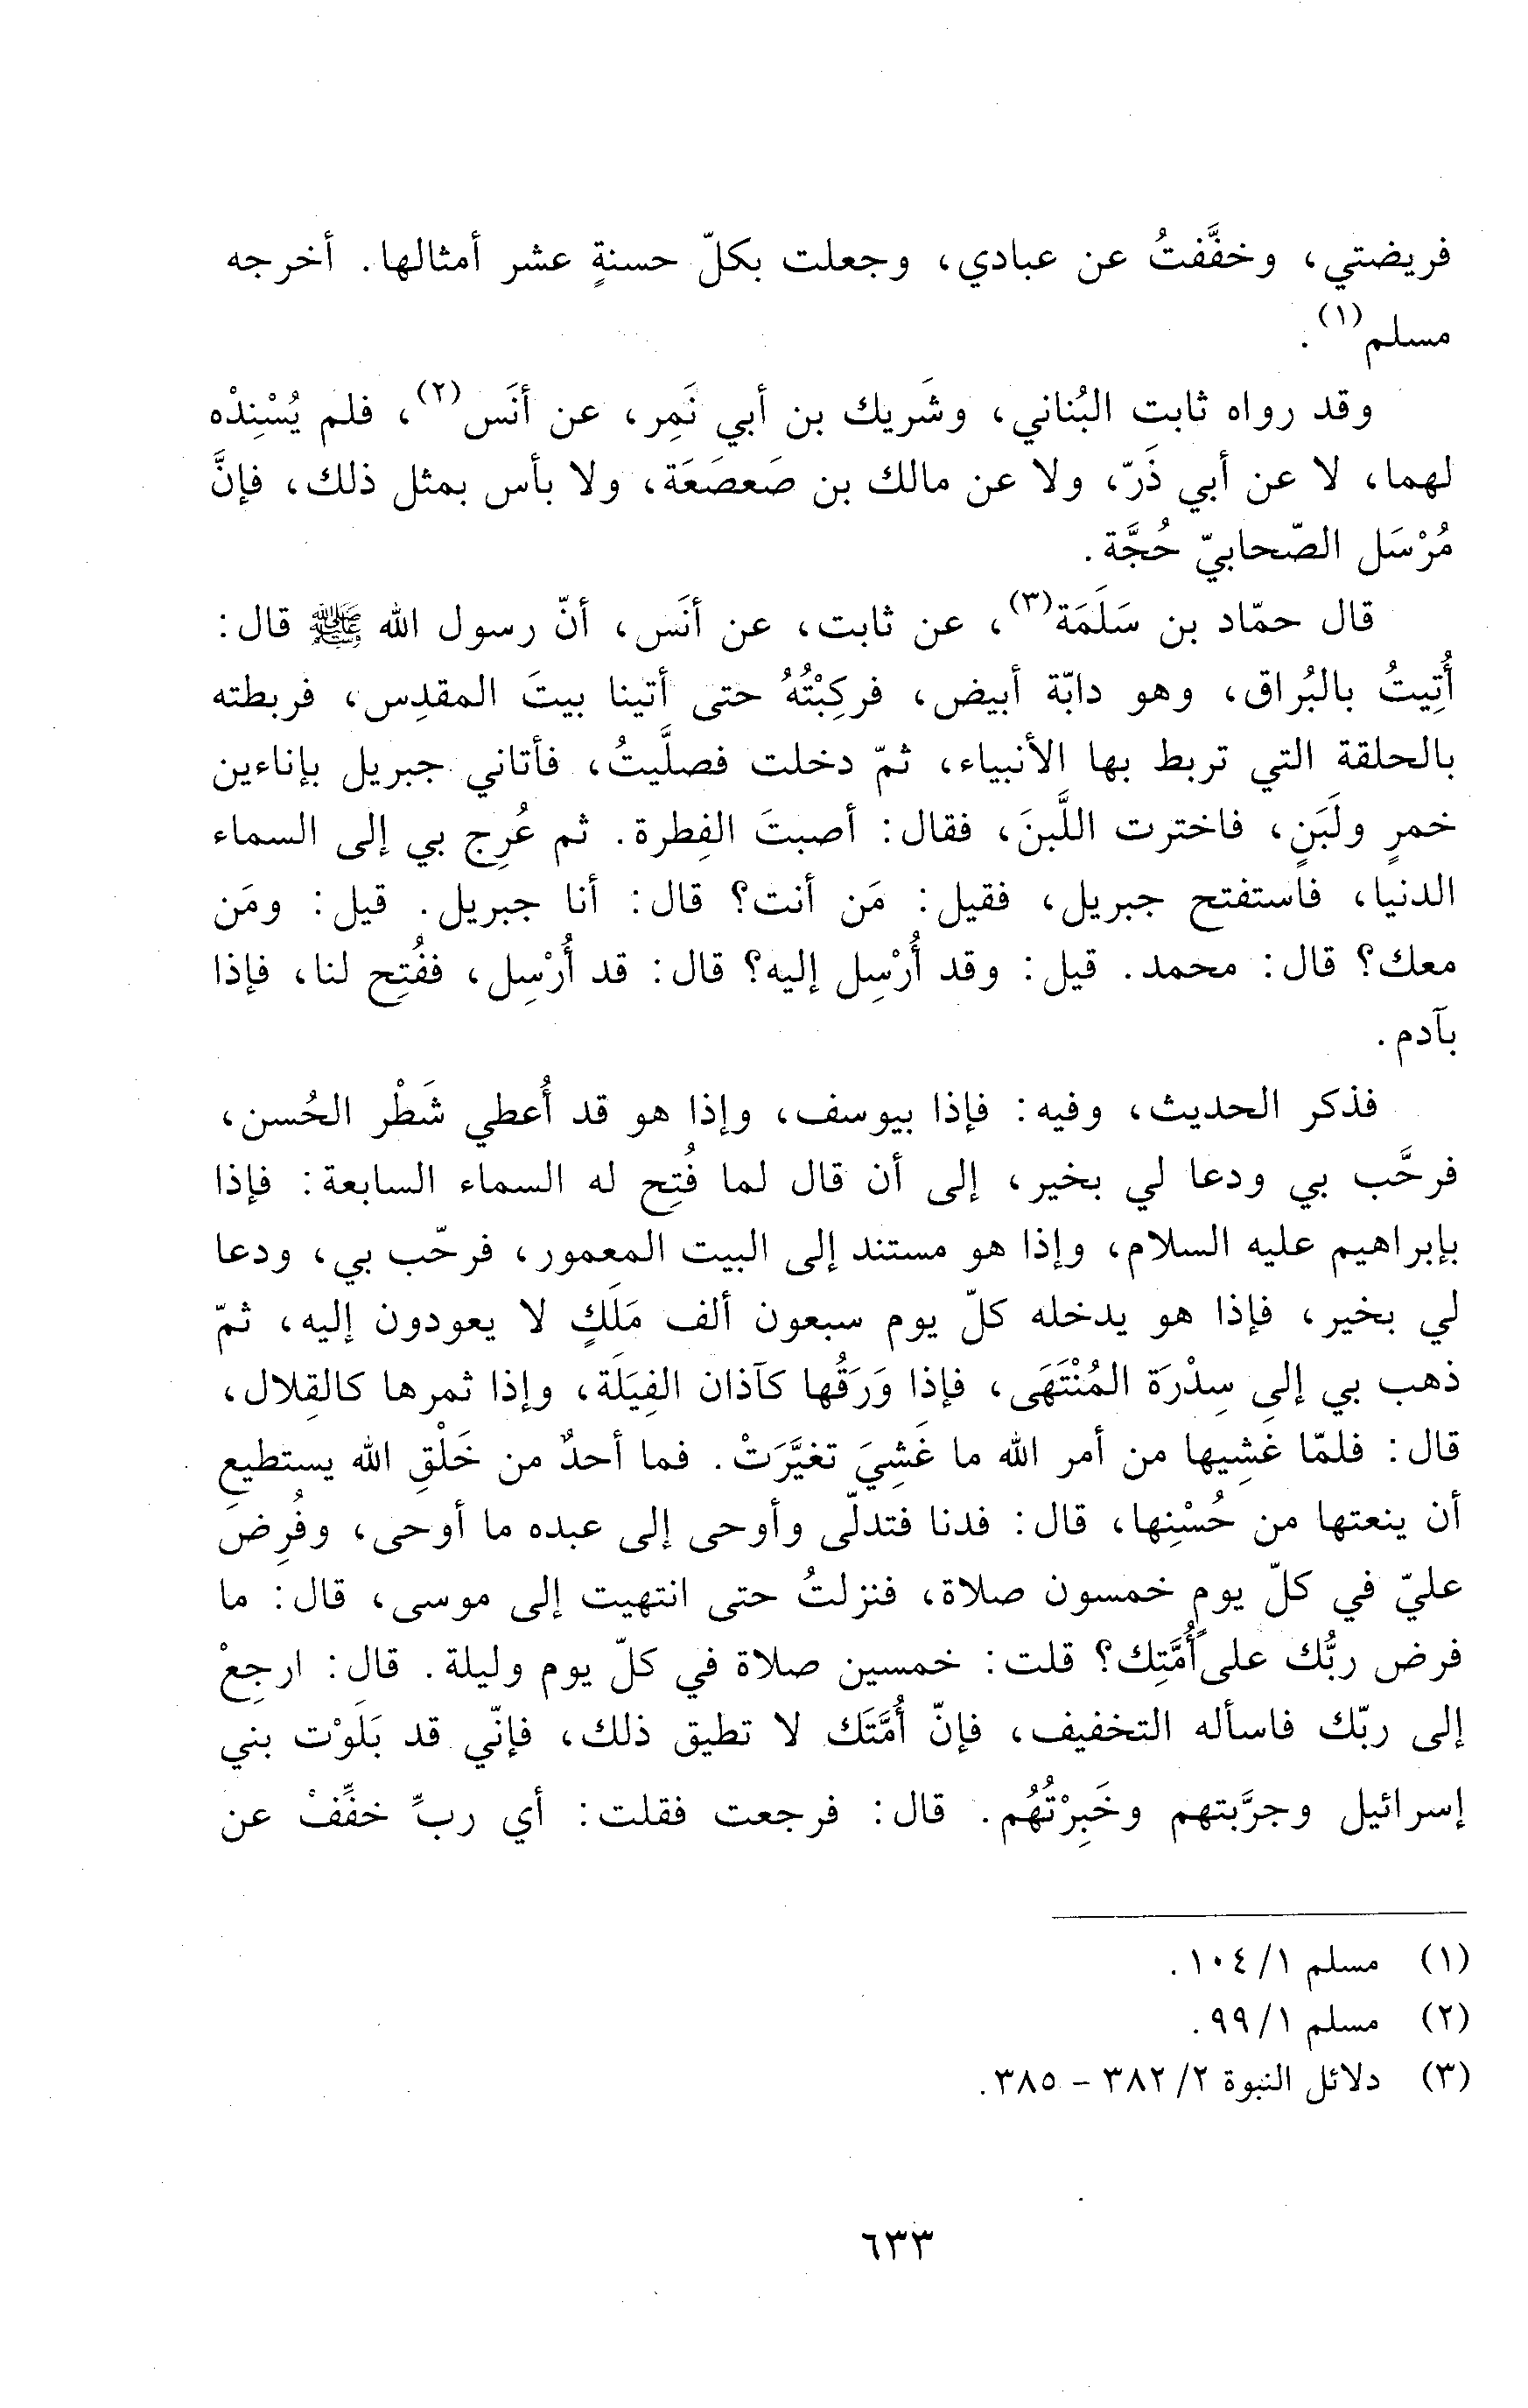 فريضتي، وخفَّفتُ عن عبادي، وجعلت بكلّ حسنةٍ عشر أمثالها. أخرجه
مسلم(١).
وقد رواه ثابت البُناني، وشَريك بن أبي نَمِر، عن أنَس(٢)، فلم يُسْنِدْه
لهما، لا عن أبي ذَرّ، ولا عن مالك بن صَعصَعَة، ولا بأس بمثل ذلك، فإنَّ
مُرْسَل الصّحابيّ حُجَّة.
قال حمّاد بن سَلَمَة(٣)، عن ثابت، عن أنَس، أنّ رسول الله ﷺ قال:
أُتِيتُ بالبُراق، وهو دابّة أبيض، فركِبْتُهُ حتى أتينا بيتَ المقدِس، فربطته
بالحلقة التي تربط بها الأنبياء، ثمّ دخلت فصلَّيتُ، فأتاني جبريل بإناءين
خمرٍ ولَبَنٍ، فاخترت اللَّبنَ، فقال: أصبتَ الفِطرة. ثم عُرِج بي إلى السماء
الدنيا، فاستفتح جبريل، فقيل: مَن أنت؟ قال: أنا جبريل. قيل: ومَن
معك؟ قال: محمد. قيل: وقد أُرْسِل إليه؟ قال: قد أُرْسِل، ففُتِح لنا، فإذا
بآدم.
فذكر الحديث، وفيه: فإذا بيوسف، وإذا هو قد أُعطي شَطْر الحُسن،
فرحَّب بي ودعا لي بخير، إلى أن قال لما فُتِح له السماء السابعة: فإذا
بإبراهيم عليه السلام، وإذا هو مستند إلى البيت المعمور، فرحّب بي، ودعا
لي بخير، فإذا هو يدخله كلّ يوم سبعون ألف مَلَكٍ لا يعودون إليه، ثمّ
ذهب بي إلى سِدْرَة المُنْتَهَى، فإذا وَرَقُها كآذان الفِيَلَة، وإذا ثمرها كالقِلال،
قال: فلمّا غَشِيها من أمر الله ما غَشِيَ تغيَّرَتْ. فما أحدٌ من خَلْقِ الله يستطيع
أن ينعتها من حُسْنِها، قال: فدنا فتدلّى وأوحى إلى عبده ما أوحى، وفُرِضَ
عليّ في كلّ يومٍ خمسون صلاة، فنزلتُ حتى انتهيت إلى موسى، قال: ما
فرض ربُّك على أُمَّتِك؟ قلت: خمسين صلاة في كلّ يوم وليلة. قال: ارجِعْ
إلى ربّك فاسأله التخفيف، فإنّ أُمَّتَك لا تطيق ذلك، فإنّي قد بَلَوْت بني
إسرائيل وجرَّبتهم وخَبِرْتُهُم. قال: فرجعت فقلت: أي ربِّ خفِّفْ عن
(١) مسلم ١/ ١٠٤.
(٢) مسلم ١/ ٩٩.
(٣) دلائل النبوة ٢/ ٣٨٢ - ٣٨٥.
٦٣٣